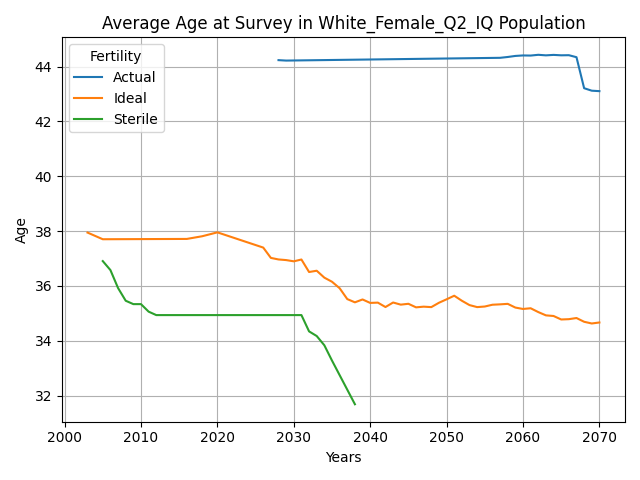 Average Age at Survey in White_Female_Q2_IQ Population
Fertility
Actual
Ideal
Sterile
Age
44
42
40
38
36
34
32
2000 2010 2020 2030 2040 2050 2060 2070
Years